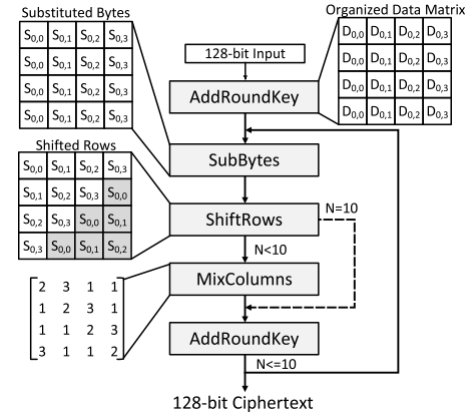 Substituted Bytes
S0,0 S0,1 S0,2 S0,3
S0,0 S0,1 S0,2 S0,3
S0,0 S0,1 S0,2 S0,3
S0,0 S0,1 S0,2 S0,3
Organized Data Matrix
D0,0 D0,1 D0,2 D0,3
D0,0 D0,1 D0,2 D0,3
D0,0 D0,1 D0,2 D0,3
D0,0 D0,1 D0,2 D0,3
128-bit Input
AddRoundKey
SubBytes
Shifted Rows
S0,0 S0,1 S0,2 S0,3
S0,1 S0,2 S0,3 S0,0
S0,2 S0,3 S0,0 S0,1
S0,3 S0,0 S0,1 S0,2
ShiftRows
N=10
N<10
MixColumns
2 3 1 1
1 2 3 1
1 1 2 3
3 1 1 2
AddRoundKey
N<=10
128-bit Ciphertext